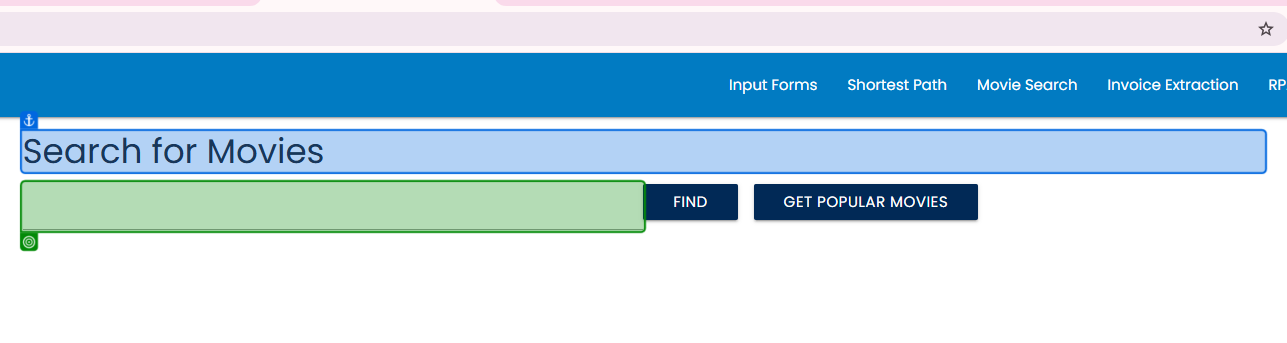 Input Forms Shortest Path Movie Search Invoice Extraction RP
Search for Movies
FIND GET POPULAR MOVIES